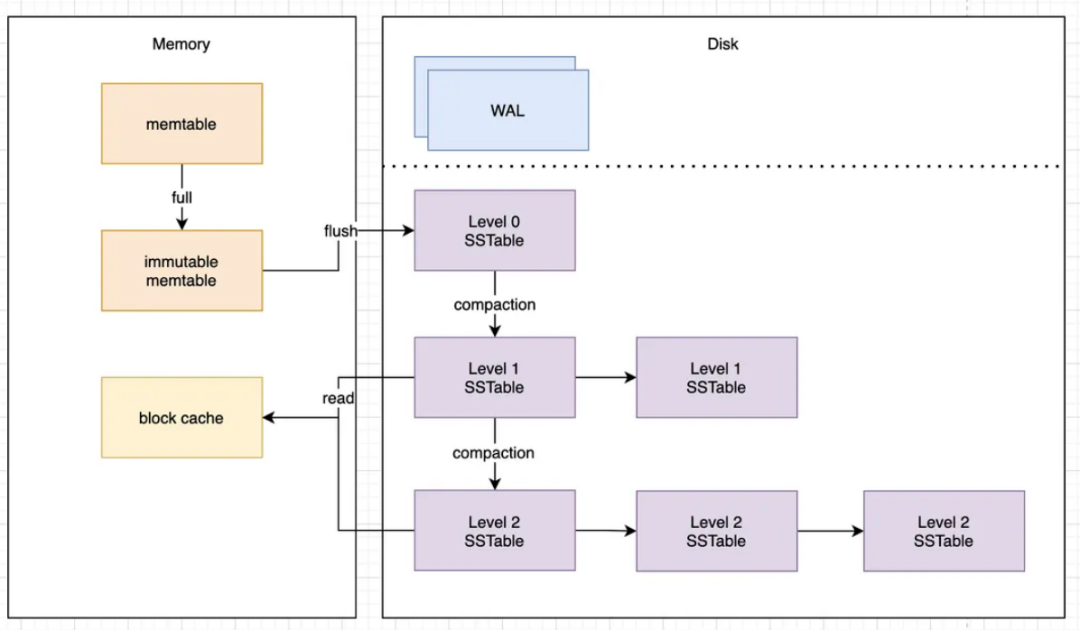 Memory
Disk
memtable
WAL
full
immutable
memtable
flush
Level 0
SSTable
compaction
Level 1
SSTable
Level 1
SSTable
read
block cache
compaction
Level 2
SSTable
Level 2
SSTable
Level 2
SSTable